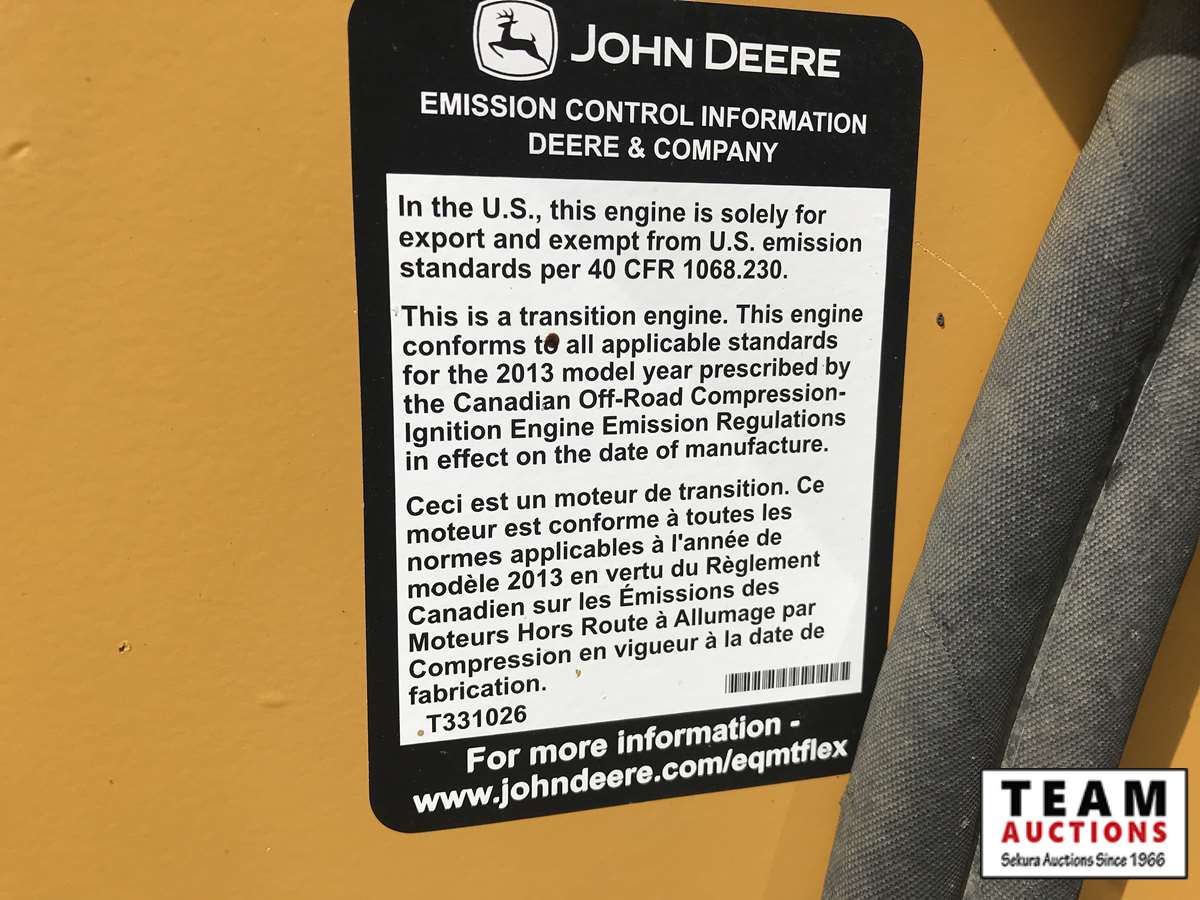 JOHN DEERE
EMISSION CONTROL INFORMATION
DEERE & COMPANY
In the U.S., this engine is solely for
export and exempt from U.S. emission
standards per 40 CFR 1068.230.
This is a transition engine. This engine
conforms to all applicable standards
for the 2013 model year prescribed by
the Canadian Off-Road Compression-
Ignition Engine Emission Regulations
in effect on the date of manufacture.
Ceci est un moteur de transition. Ce
moteur est conforme à toutes les
normes applicables à l'année de
modèle 2013 en vertu du Règlement
Canadien sur les Émissions des
Moteurs Hors Route à Allumage par
Compression en vigueur à la date de
fabrication.
T331026
For more information -
www.johndeere.com/eqmtflex
TEAM
AUCTIONS
Sekura Auctions Since 1966